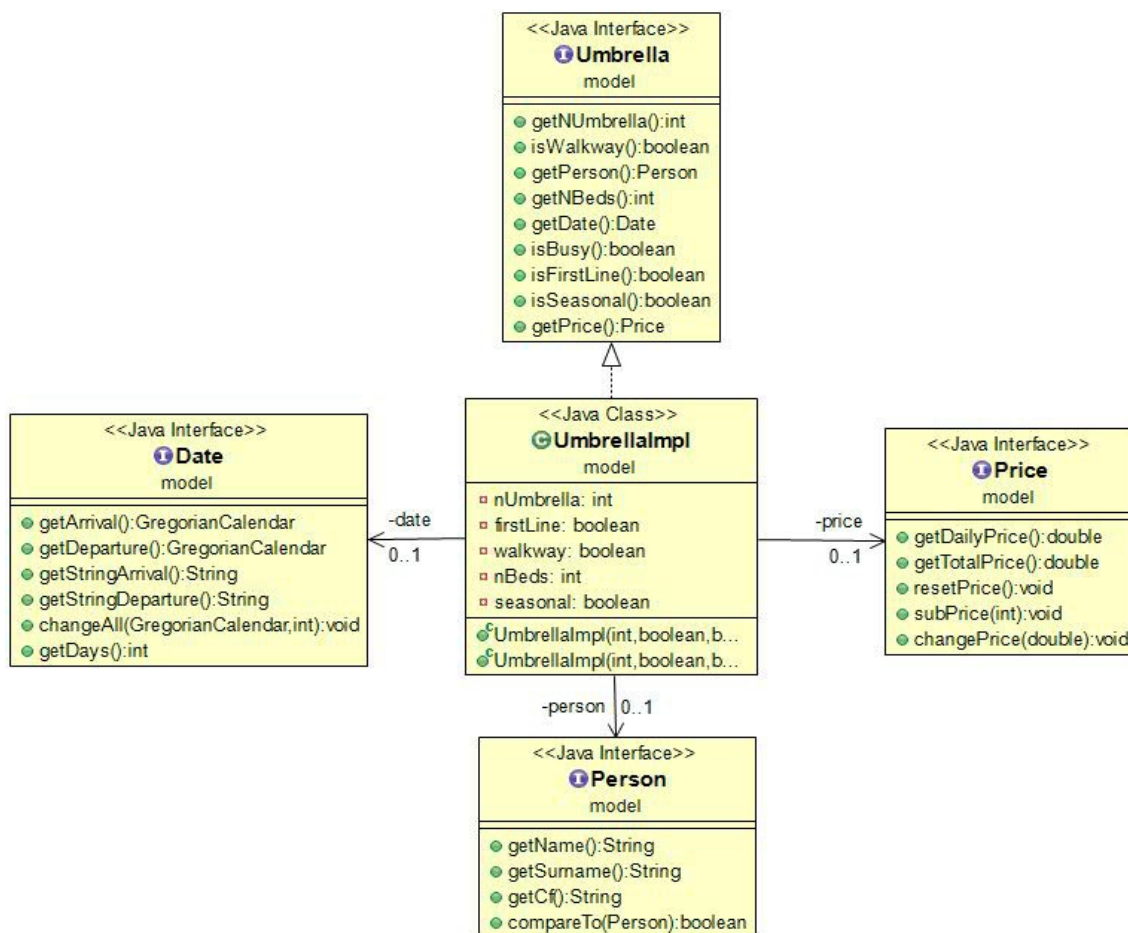 <<Java Interface>>
Umbrella
model
getNUmbrella():int
isWalkway():boolean
getPerson():Person
getNBeds():int
getDate():Date
isBusy():boolean
isFirstLine():boolean
isSeasonal():boolean
getPrice():Price
<<Java Interface>>
Date
model
getArrival():GregorianCalendar
getDeparture():GregorianCalendar
getStringArrival():String
getStringDeparture():String
changeAll(GregorianCalendar,int):void
getDays():int
-date
0..1
<<Java Class>>
UmbrellaImpl
model
nUmbrella: int
firstLine: boolean
walkway: boolean
nBeds: int
seasonal: boolean
UmbrellaImpl(int,boolean,b...
UmbrellaImpl(int,boolean,b...
-price
0..1
<<Java Interface>>
Price
model
getDailyPrice():double
getTotalPrice():double
resetPrice():void
subPrice(int):void
changePrice(double):void
-person 0..1
<<Java Interface>>
Person
model
getName():String
getSurname():String
getCf():String
compareTo(Person):boolean